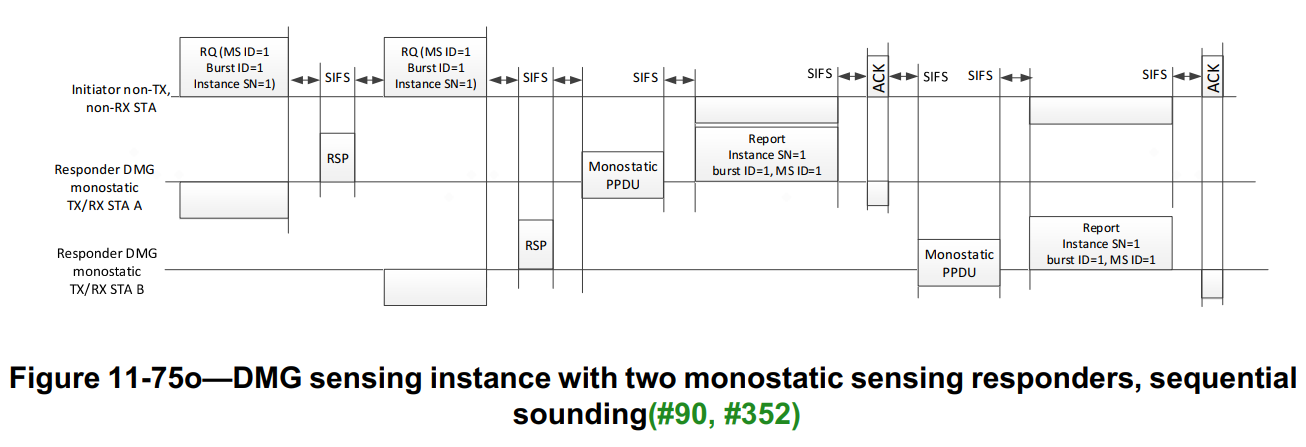 RQ (MS ID=1
Burst ID=1
Instance SN=1)
SIFS
RQ (MS ID=1
Burst ID=1
Instance SN=1)
SIFS
SIFS
SIFS
ACK
SIFS
SIFS
SIFS
ACK
Initiator non-TX,
non-RX STA
Responder DMG
monostatic
TX/RX STA A
RSP
Monostatic
PPDU
Report
Instance SN=1
burst ID=1, MS ID=1
Responder DMG
monostatic
TX/RX STA B
RSP
Monostatic
PPDU
Report
Instance SN=1
burst ID=1, MS ID=1
Figure 11-75o—DMG sensing instance with two monostatic sensing responders, sequential
sounding(#90, #352)